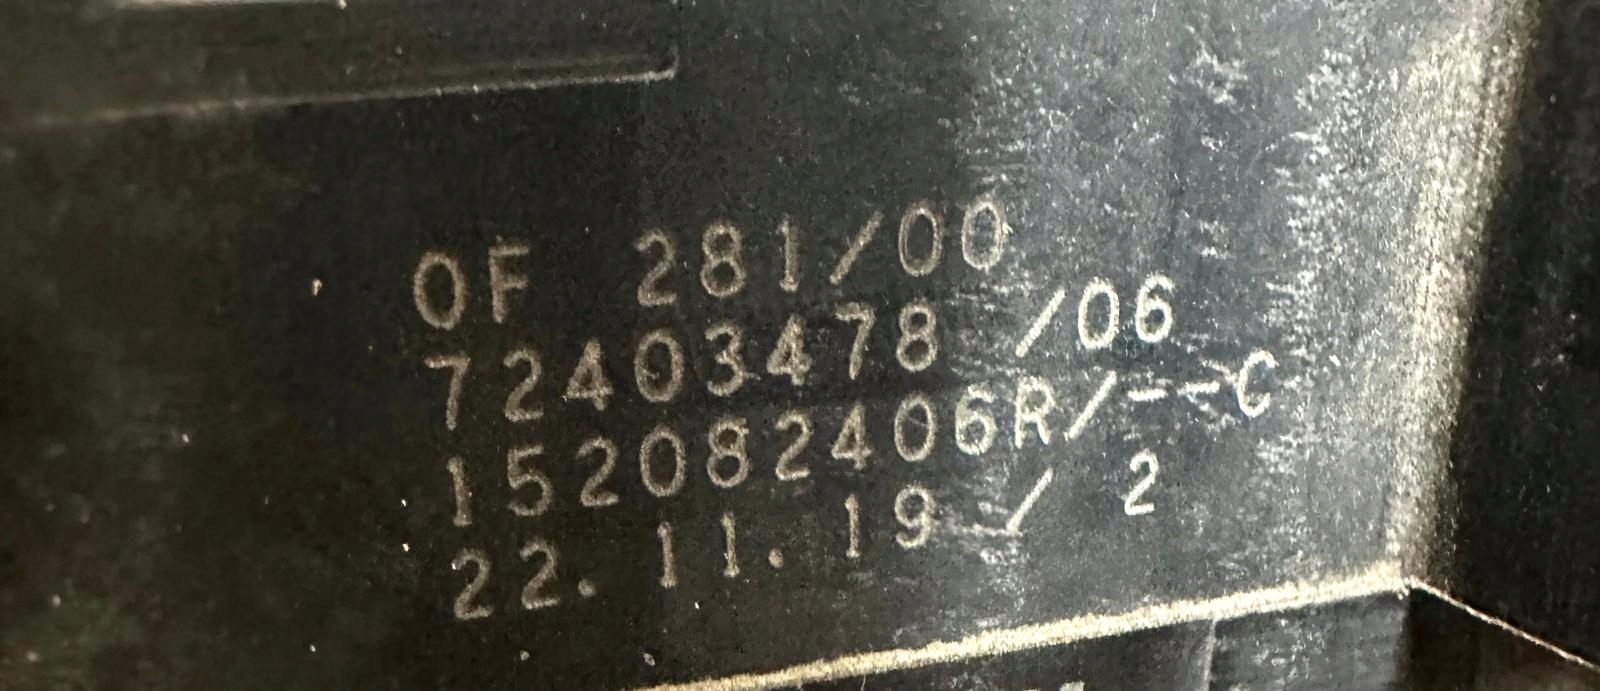 OF 281/00
72403478 /06
152082406R/--C
22.11.19 / 2